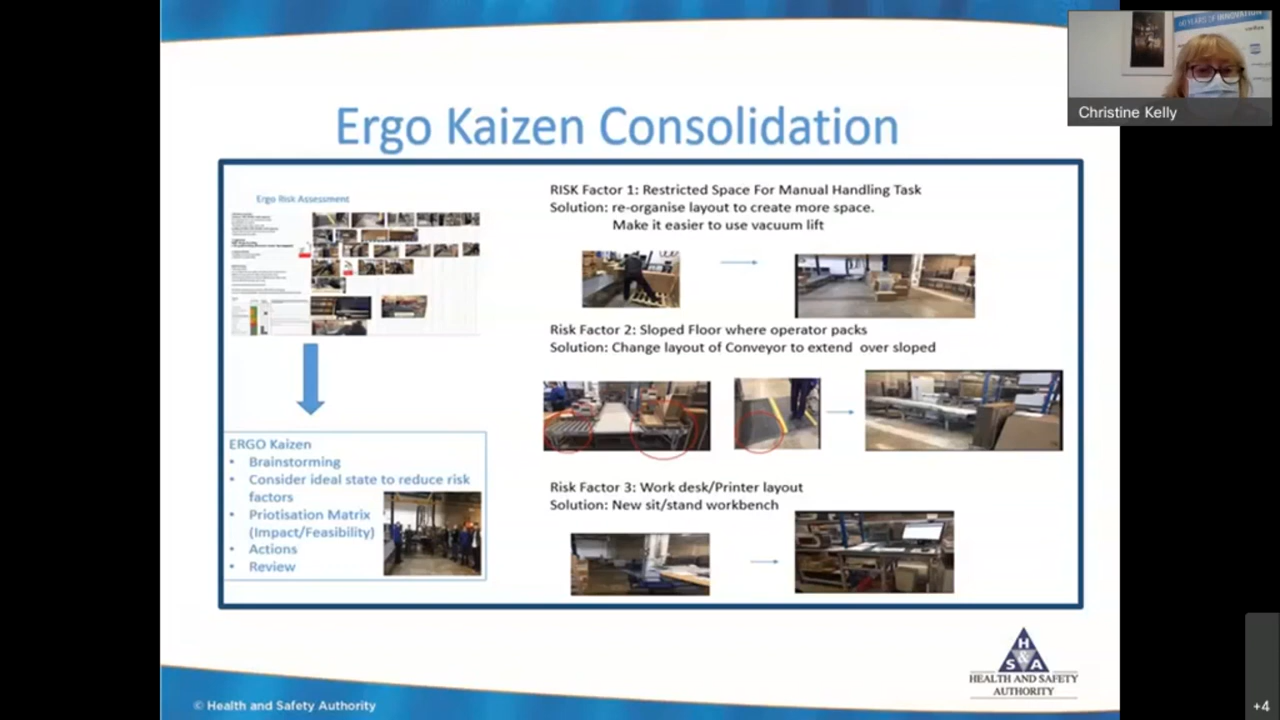 60 YEARS OF INNOVATION
Christine Kelly
Ergo Kaizen Consolidation
Ergo Risk Assessment
RISK Factor 1: Restricted Space For Manual Handling Task
Solution: re-organise layout to create more space.
Make it easier to use vacuum lift
Risk Factor 2: Sloped Floor where operator packs
Solution: Change layout of Conveyor to extend over sloped
ERGO Kaizen
• Brainstorming
• Consider ideal state to reduce risk
factors
• Priotisation Matrix
(Impact/Feasibility)
• Actions
• Review
Risk Factor 3: Work desk/Printer layout
Solution: New sit/stand workbench
H
S & A
HEALTH AND SAFETY
AUTHORITY
© Health and Safety Authority
+4